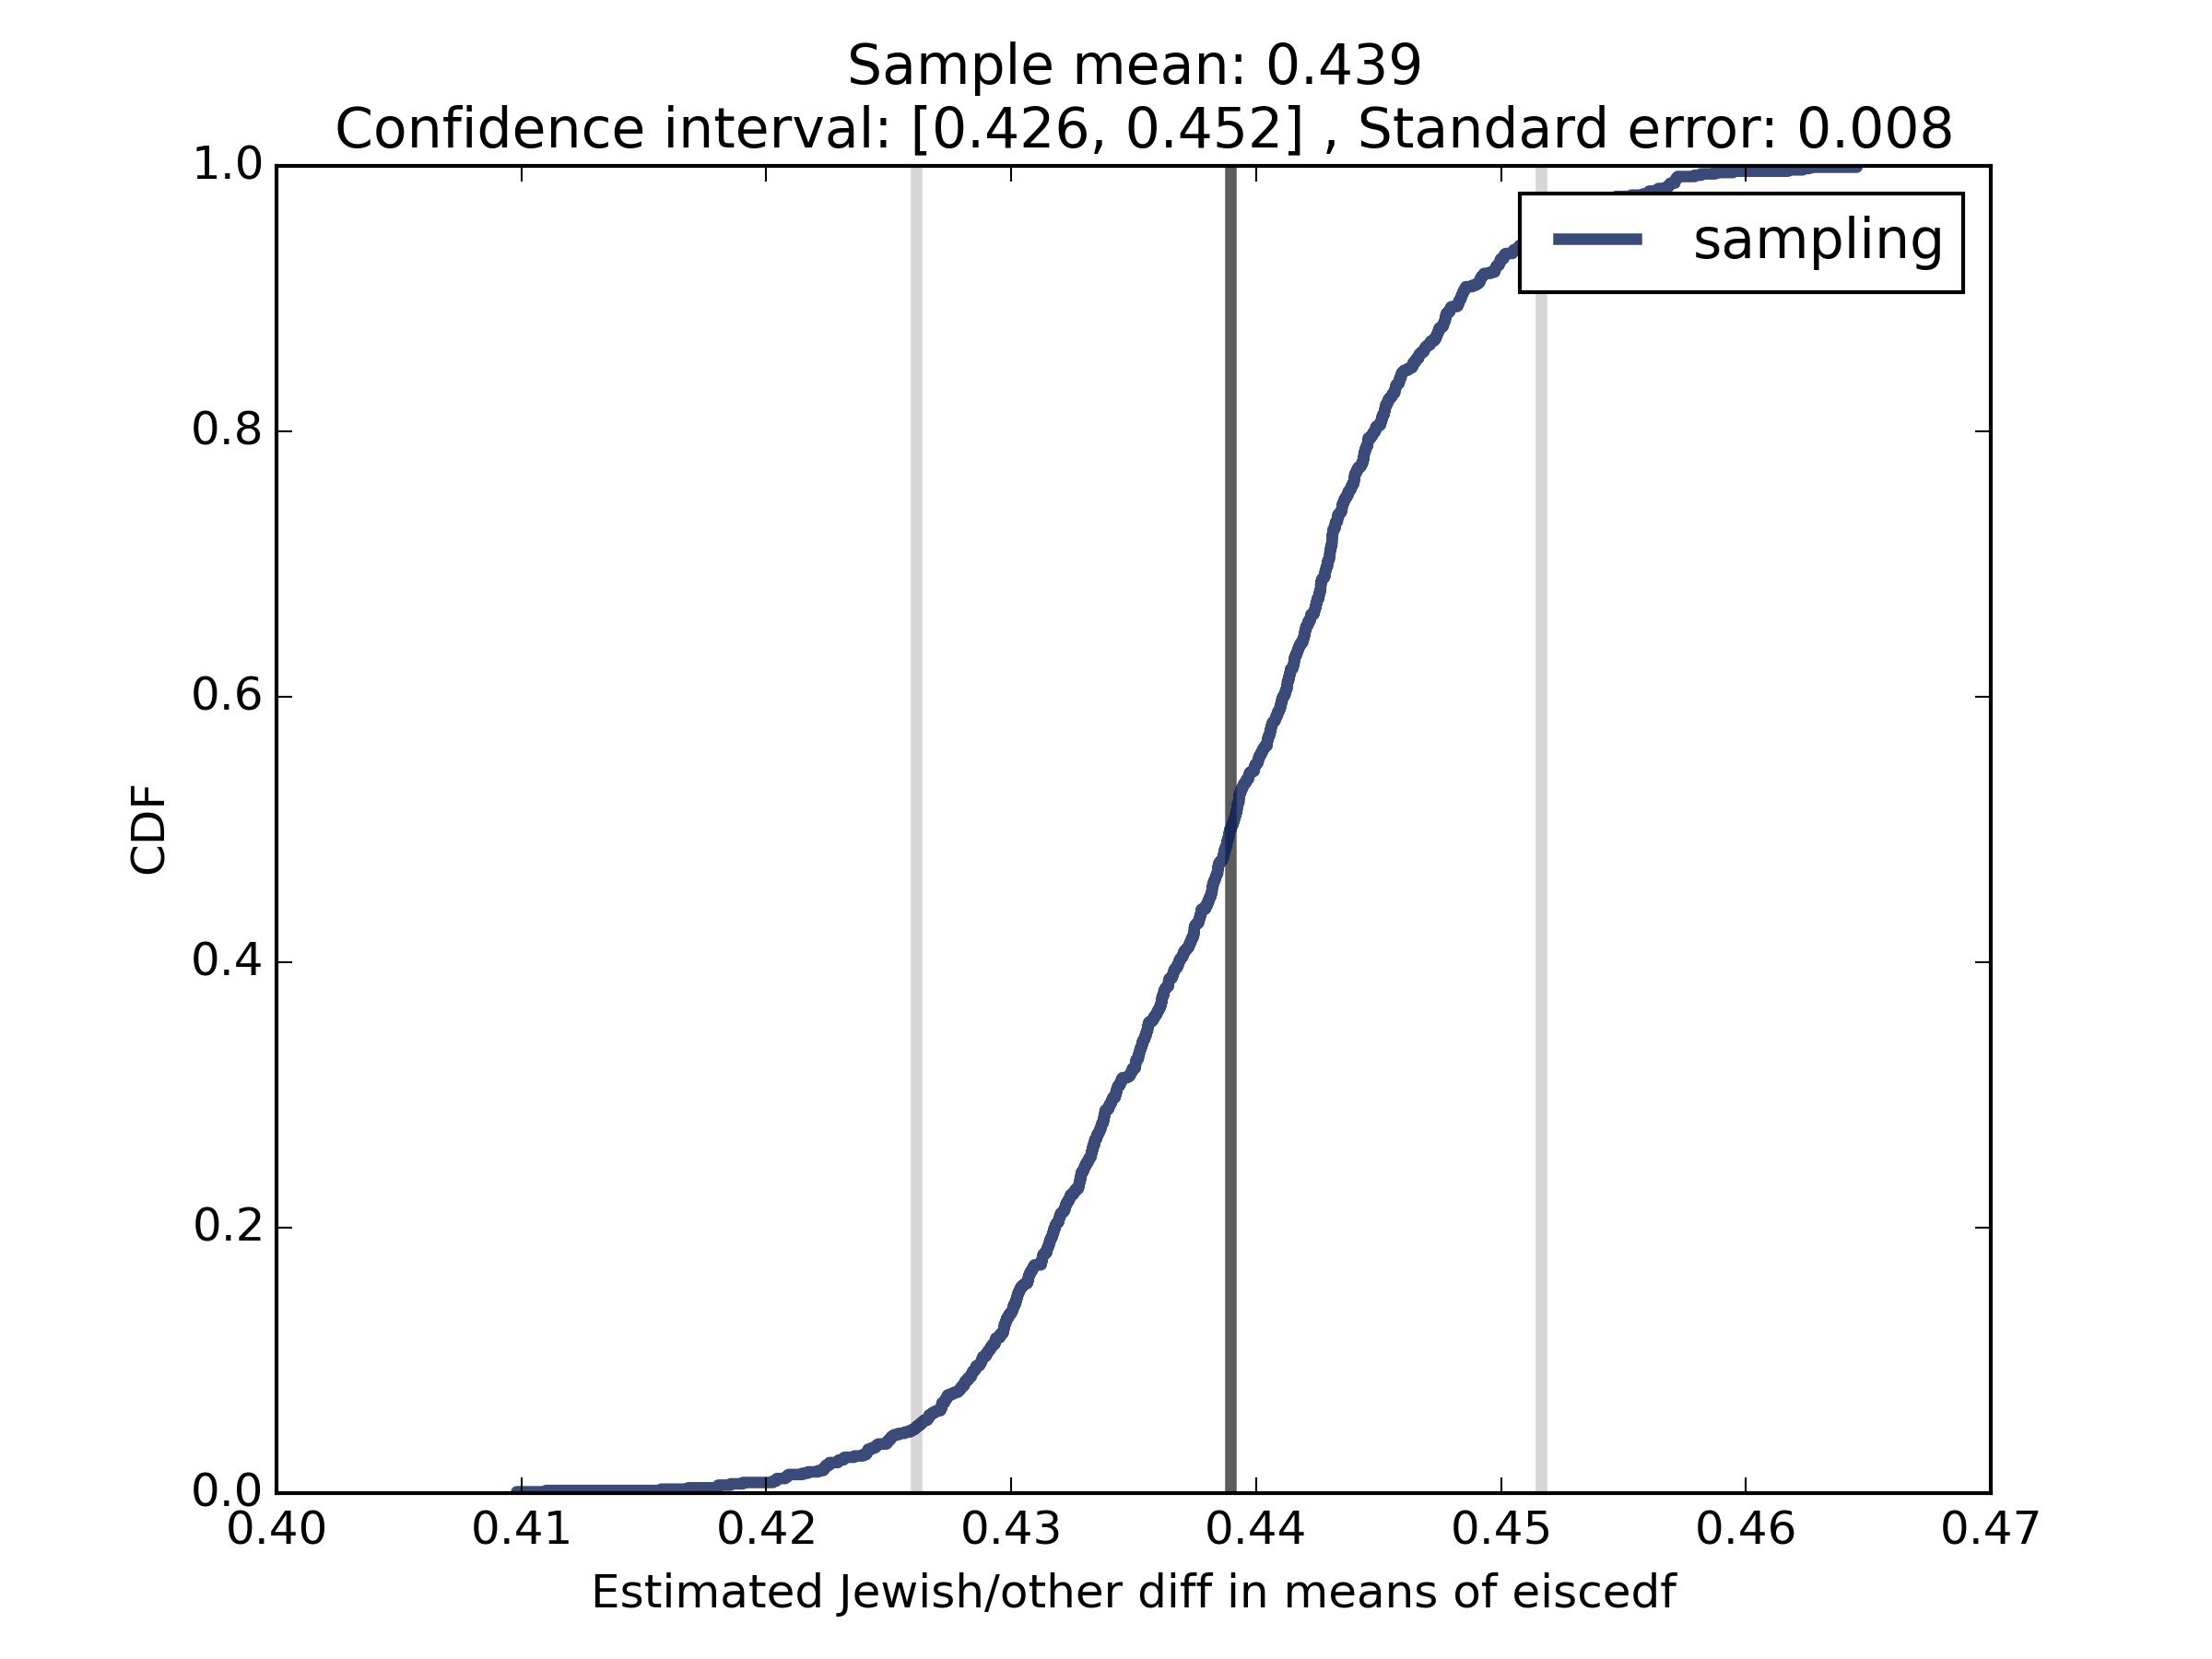 Sample mean: 0.439
Confidence interval: [0.426, 0.452] , Standard error: 0.008
1.0
sampling
0.8
0.6
CDF
0.4
0.2
0.0
0.40 0.41 0.42 0.43 0.44 0.45 0.46 0.47
Estimated Jewish/other diff in means of eiscedf